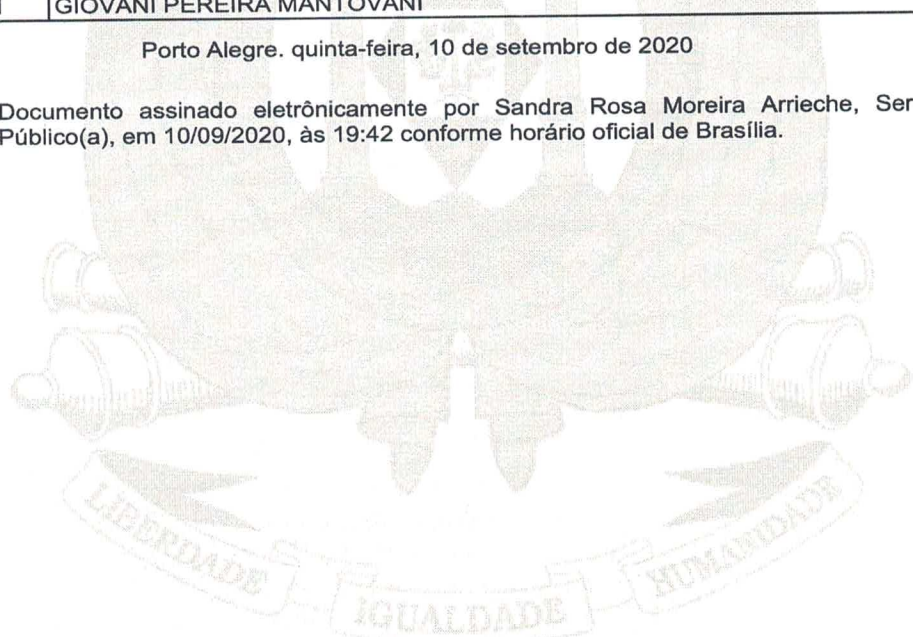 GIOVANI PEREIRA MANTOVANI
Porto Alegre. quinta-feira, 10 de setembro de 2020
Documento assinado eletrônicamente por Sandra Rosa Moreira Arrieche, Ser
Público(a), em 10/09/2020, às 19:42 conforme horário oficial de Brasília.
LIBERDADE
IGUALDADE
HUMANIDADE